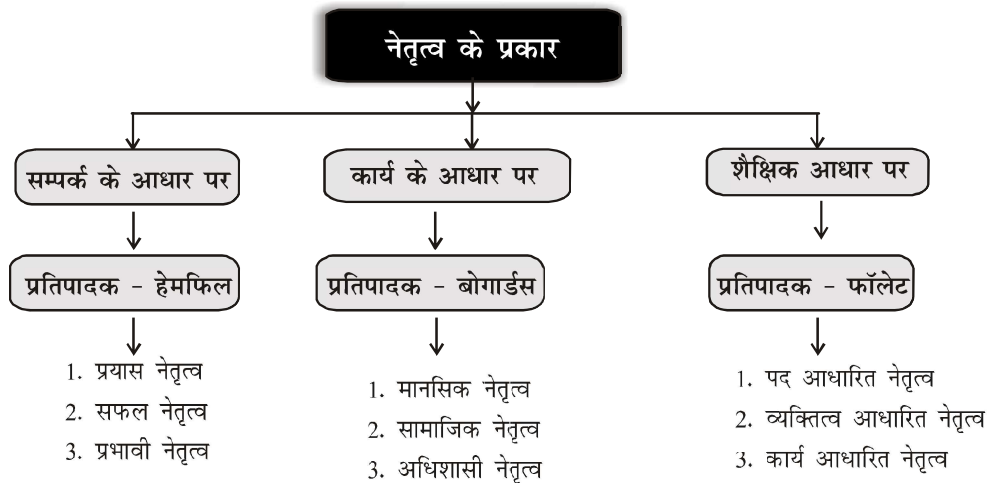 नेतृत्व के प्रकार
सम्पर्क के आधार पर
प्रतिपादक - हेमफिल
1. प्रयास नेतृत्व
2. सफल नेतृत्व
3. प्रभावी नेतृत्व
कार्य के आधार पर
प्रतिपादक - बोगार्डस
1. मानसिक नेतृत्व
2. सामाजिक नेतृत्व
3. अधिशासी नेतृत्व
शैक्षिक आधार पर
प्रतिपादक - फॉलेट
1. पद आधारित नेतृत्व
2. व्यक्तित्व आधारित नेतृत्व
3. कार्य आधारित नेतृत्व